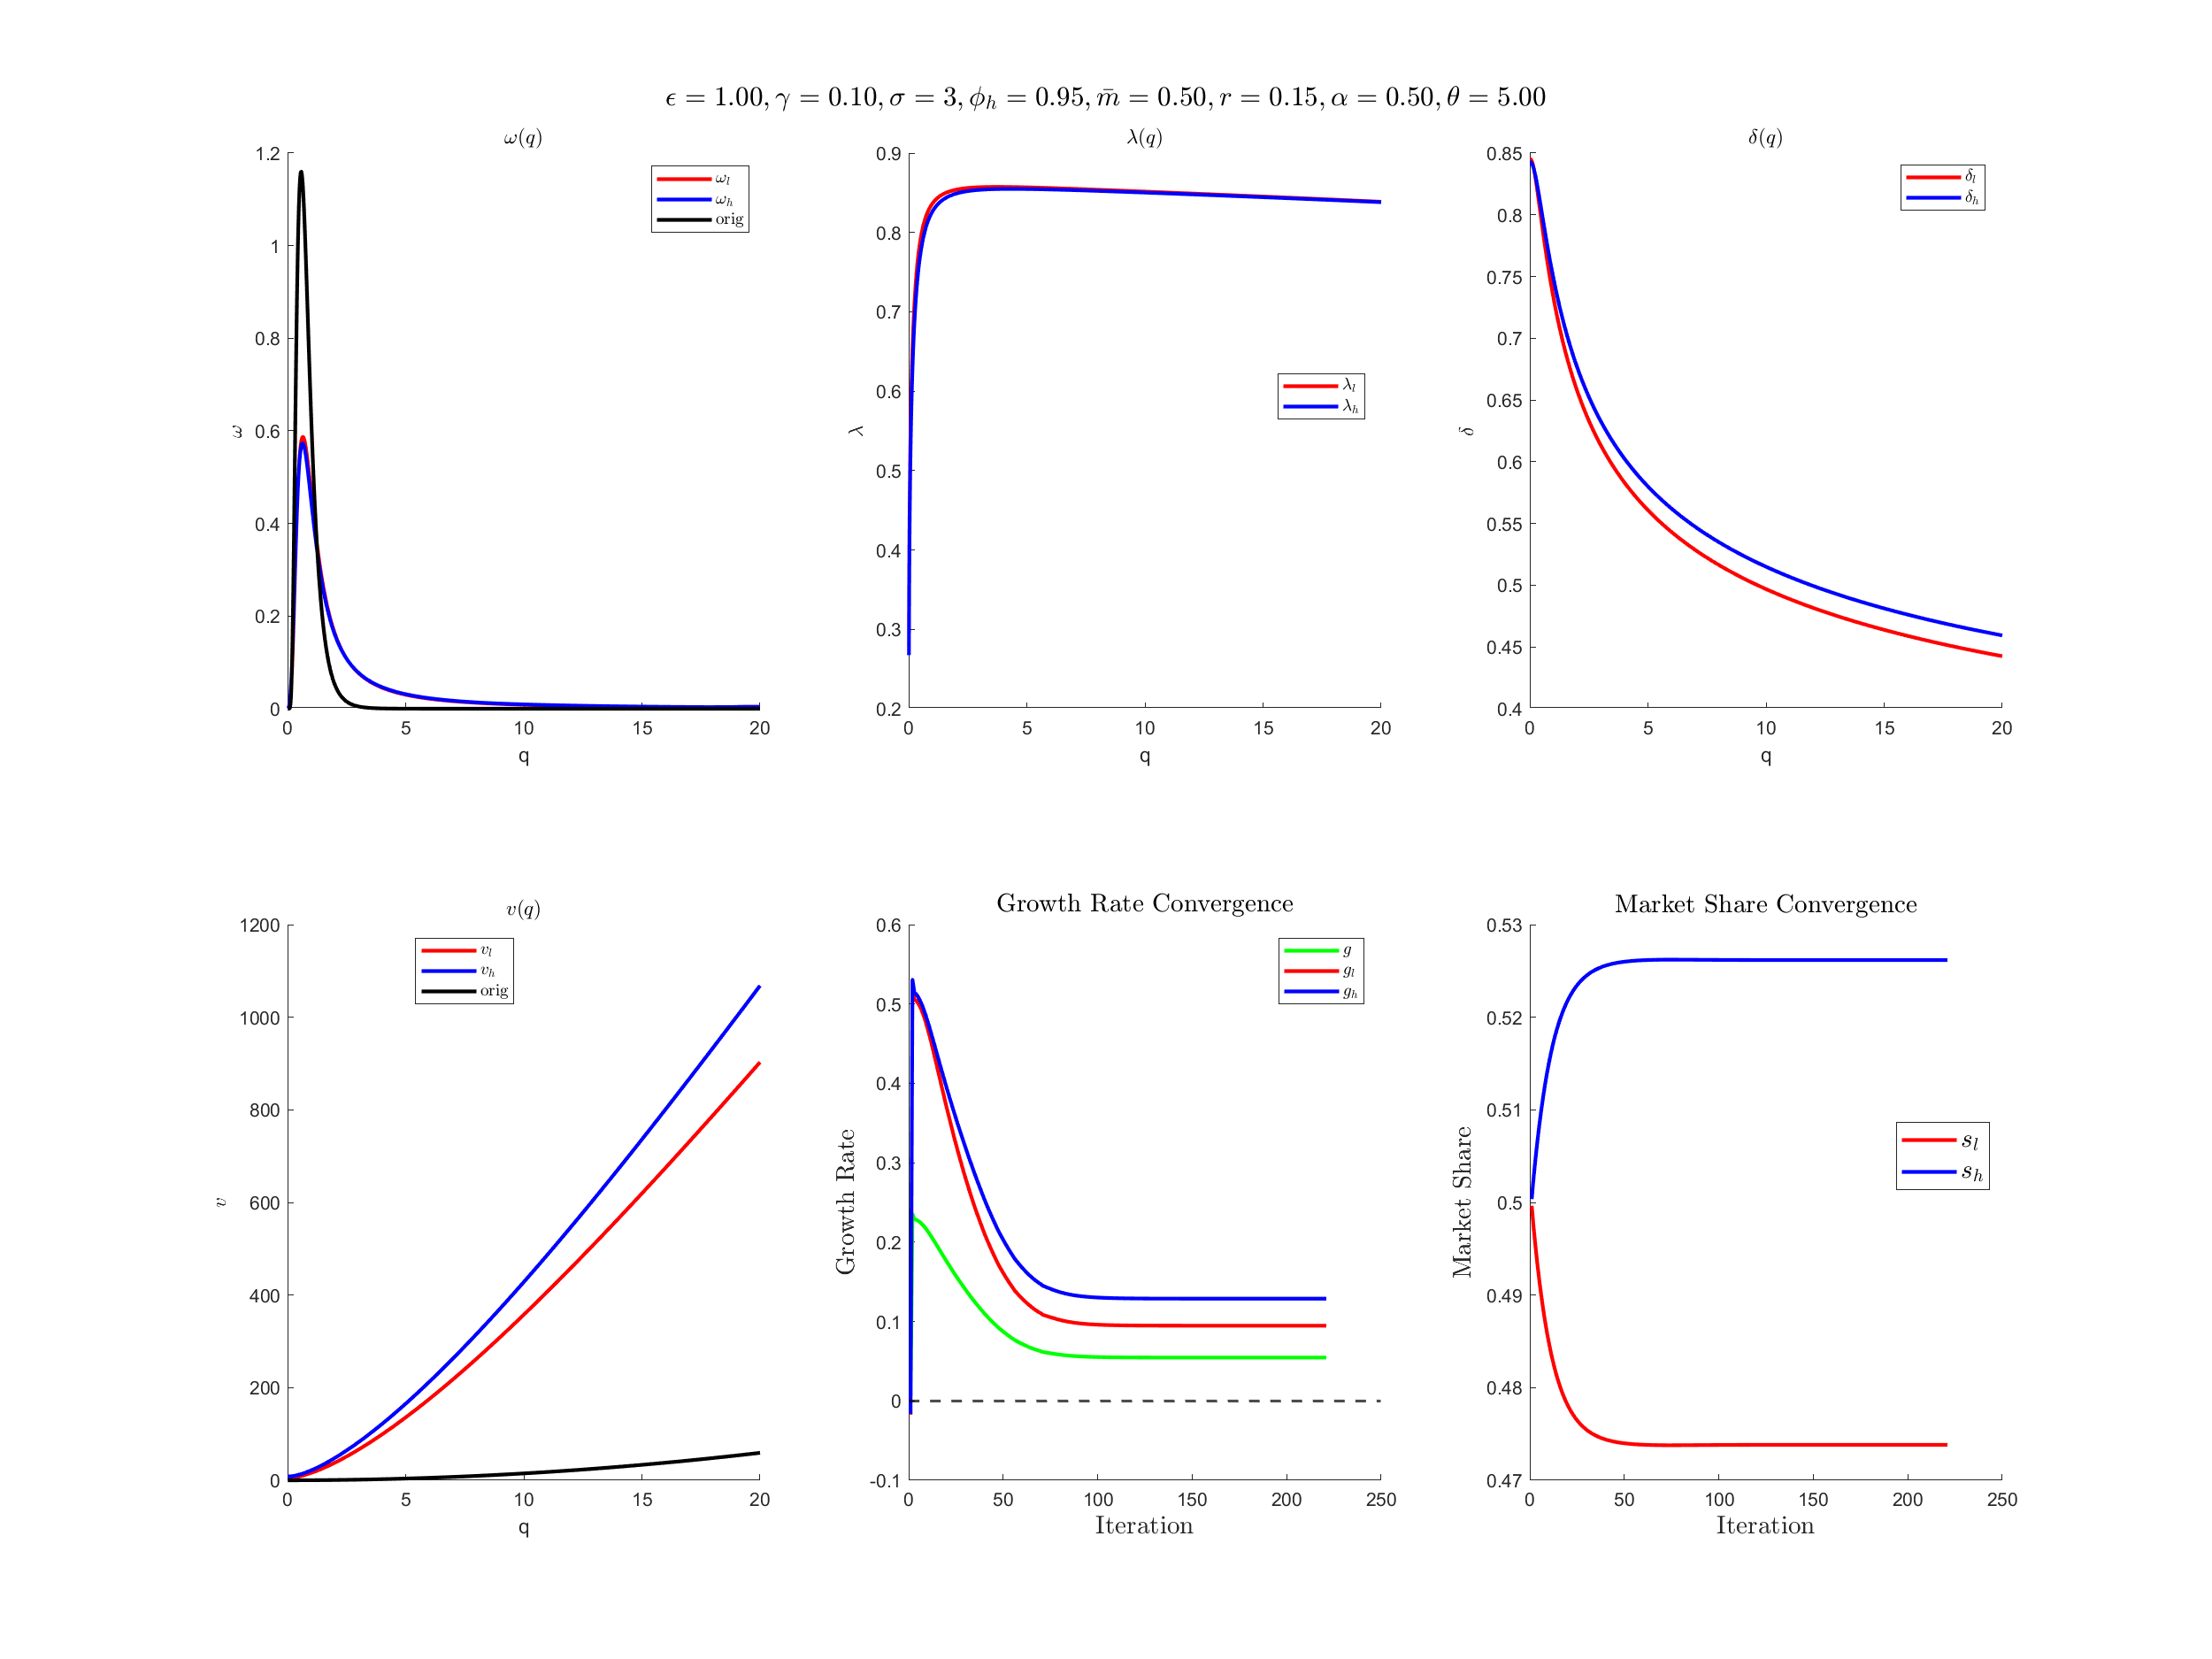 ϵ = 1.00, γ = 0.10, σ = 3, ϕ_h = 0.95, m̄ = 0.50, r = 0.15, α = 0.50, θ = 5.00
ω(q)
1.2
1
0.8
0.6
0.4
0.2
0
ω
0 5 10 15 20
q
ω_l
ω_h
orig
λ(q)
0.9
0.8
0.7
0.6
0.5
0.4
0.3
0.2
λ
0 5 10 15 20
q
λ_l
λ_h
δ(q)
0.85
0.8
0.75
0.7
0.65
0.6
0.55
0.5
0.45
0.4
δ
0 5 10 15 20
q
δ_l
δ_h
v(q)
1200
1000
800
600
400
200
0
v
0 5 10 15 20
q
v_l
v_h
orig
Growth Rate Convergence
0.6
0.5
0.4
0.3
0.2
0.1
0
-0.1
Growth Rate
0 50 100 150 200 250
Iteration
g
g_l
g_h
Market Share Convergence
0.53
0.52
0.51
0.5
0.49
0.48
0.47
Market Share
0 50 100 150 200 250
Iteration
s_l
s_h